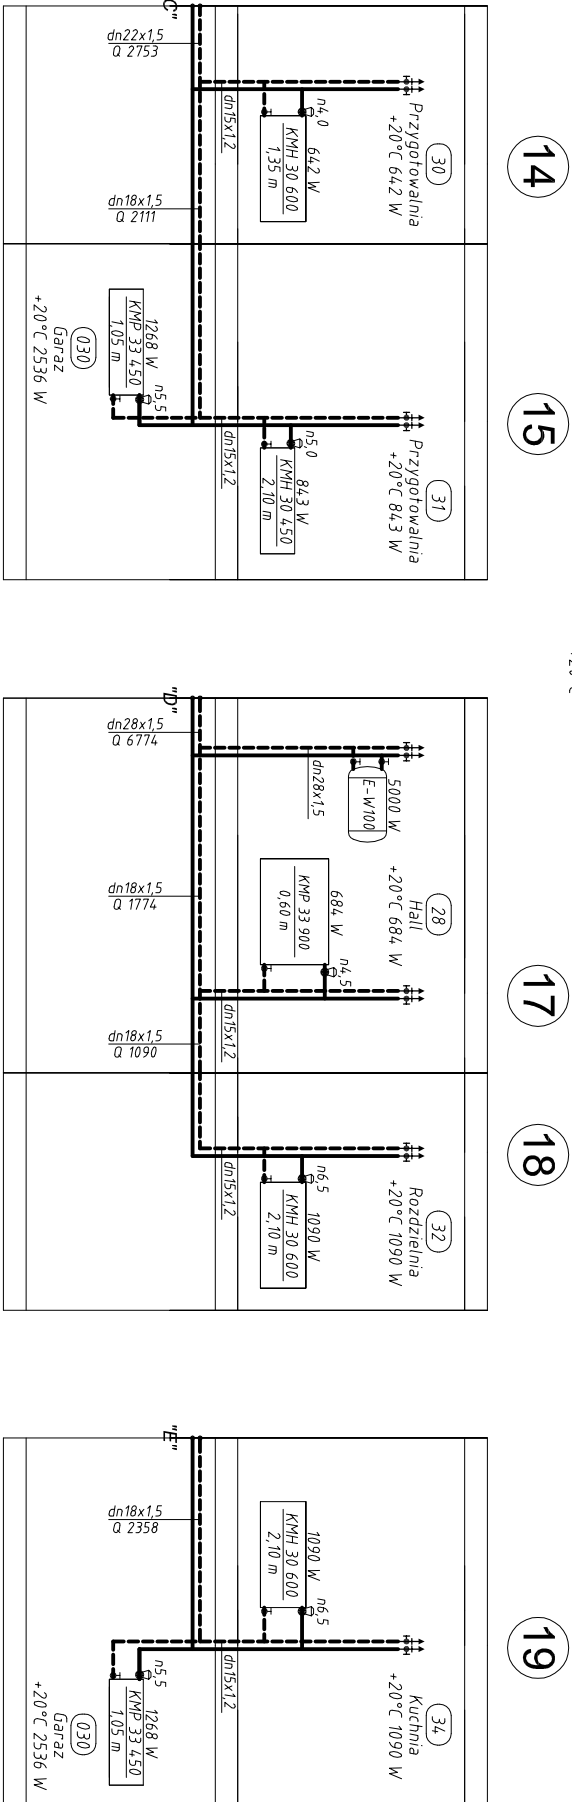 14
30
Przygotowalnia
+20°C 642 W
642 W
KMH 30 600
1,35 m
n4,0
dn15x1,2
dn22x1,5
Q 2753
"C"
dn18x1,5
Q 2111
15
31
Przygotowalnia
+20°C 843 W
843 W
KMH 30 450
2,10 m
n5,0
dn15x1,2
1268 W
KMP 33 450
1,05 m
n5,5
030
Garaz
+20°C 2536 W
"D"
dn28x1,5
Q 6774
dn28x1,5
5000 W
E-W100
17
28
Hall
+20°C 684 W
684 W
KMP 33 900
0,60 m
n4,5
dn15x1,2
dn18x1,5
Q 1774
dn18x1,5
Q 1090
18
32
Rozdzielnia
+20°C 1090 W
1090 W
KMH 30 600
2,10 m
n6,5
dn15x1,2
"E"
dn18x1,5
Q 2358
19
34
Kuchnia
+20°C 1090 W
1090 W
KMH 30 600
2,10 m
n6,5
dn15x1,2
1268 W
KMP 33 450
1,05 m
n5,5
030
Garaz
+20°C 2536 W